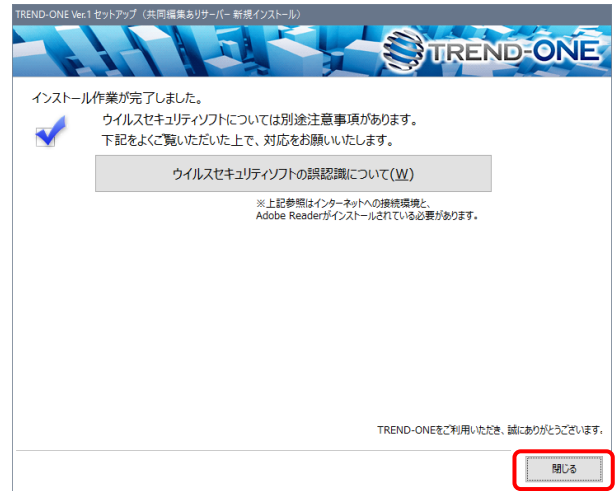 TREND-ONE Ver.1 セットアップ（共同編集ありサーバー 新規インストール）
TREND-ONE
インストール作業が完了しました。
ウイルスセキュリティソフトについては別途注意事項があります。
下記をよくご覧いただいた上で、対応をお願いいたします。
ウイルスセキュリティソフトの誤認識について(W)
※上記参照はインターネットへの接続環境と、
Adobe Readerがインストールされている必要があります。
TREND-ONEをご利用いただき、誠にありがとうございます。
閉じる